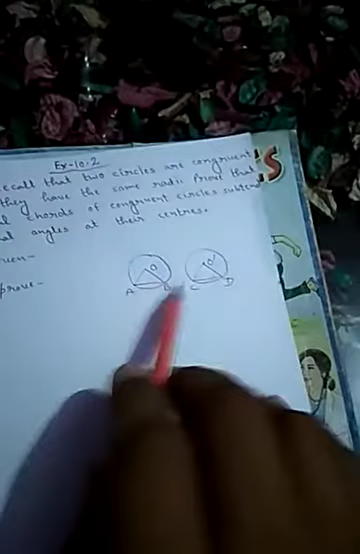 Ex-10.2
ecall that two circles are congruent
they have the same radii. Prove that
l chords of congruent circles subtend
al angles at their centres.
ven-
prove-
O O'
A B C D
S